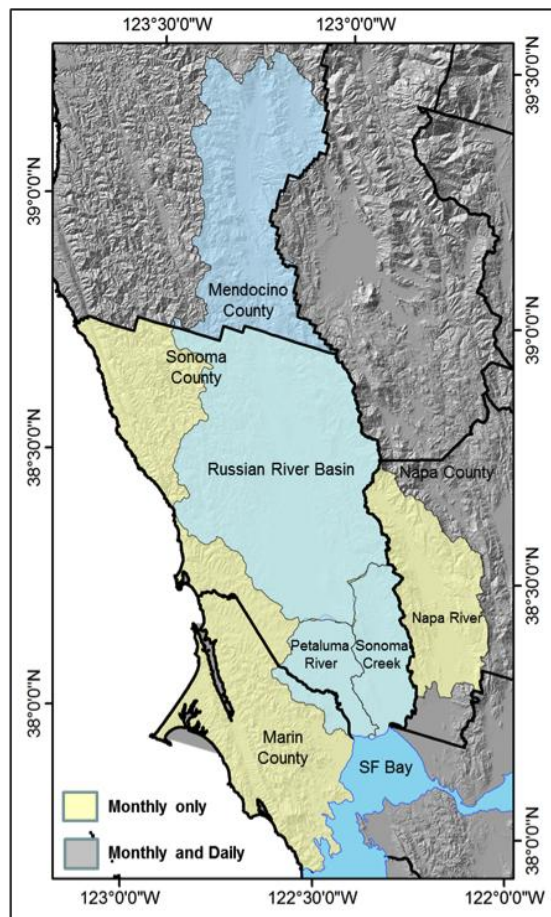 123°30'0"W
123°0'0"W
39°30'0"N
39°0'0"N
39°0'0"N
Mendocino
County
Sonoma
County
38°30'0"N
Russian River Basin
Napa County
38°30'0"N
Napa River
Petaluma
River
Sonoma
Creek
38°0'0"N
Marin
County
SF Bay
Monthly only
Monthly and Daily
38°0'0"N
123°0'0"W
122°30'0"W
122°0'0"W